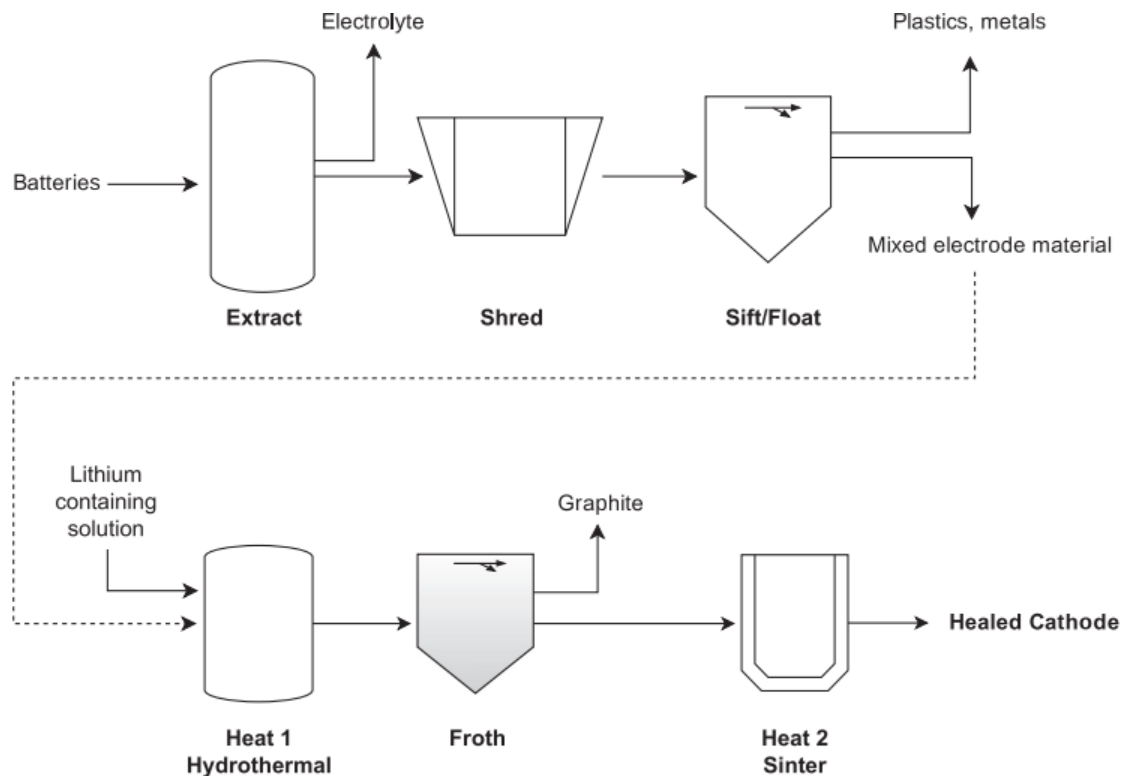 Electrolyte
Plastics, metals
Batteries
Mixed electrode material
Extract
Shred
Sift/Float
Lithium
containing
solution
Graphite
Healed Cathode
Heat 1
Hydrothermal
Froth
Heat 2
Sinter